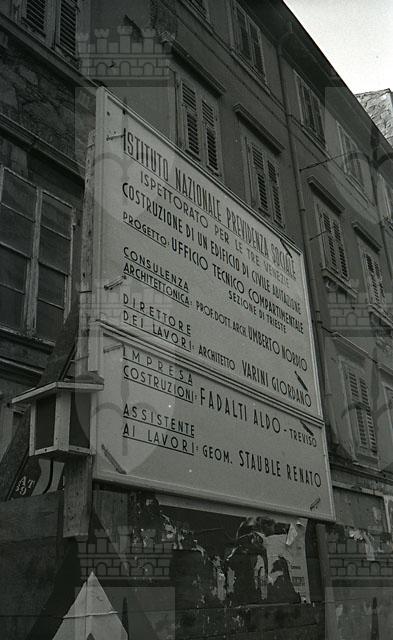 ISTITUTO NAZIONALE PREVIDENZA SOCIALE
ISPETTORATO PER LE TRE VENEZIE
COSTRUZIONE DI UN EDIFICIO DI CIVILE ABITAZIONE
PROGETTO: UFFICIO TECNICO COMPARTIMENTALE
SEZIONE DI TRIESTE
CONSULENZA
ARCHITETTONICA: PROF. DOTT. ARCH. UMBERTO NORDIO
DIRETTORE
DEI LAVORI: ARCHITETTO VARINI GIORDANO
IMPRESA
COSTRUZIONI: FADALTI ALDO - TREVISO
ASSISTENTE
AI LAVORI: GEOM. STAUBLE RENATO